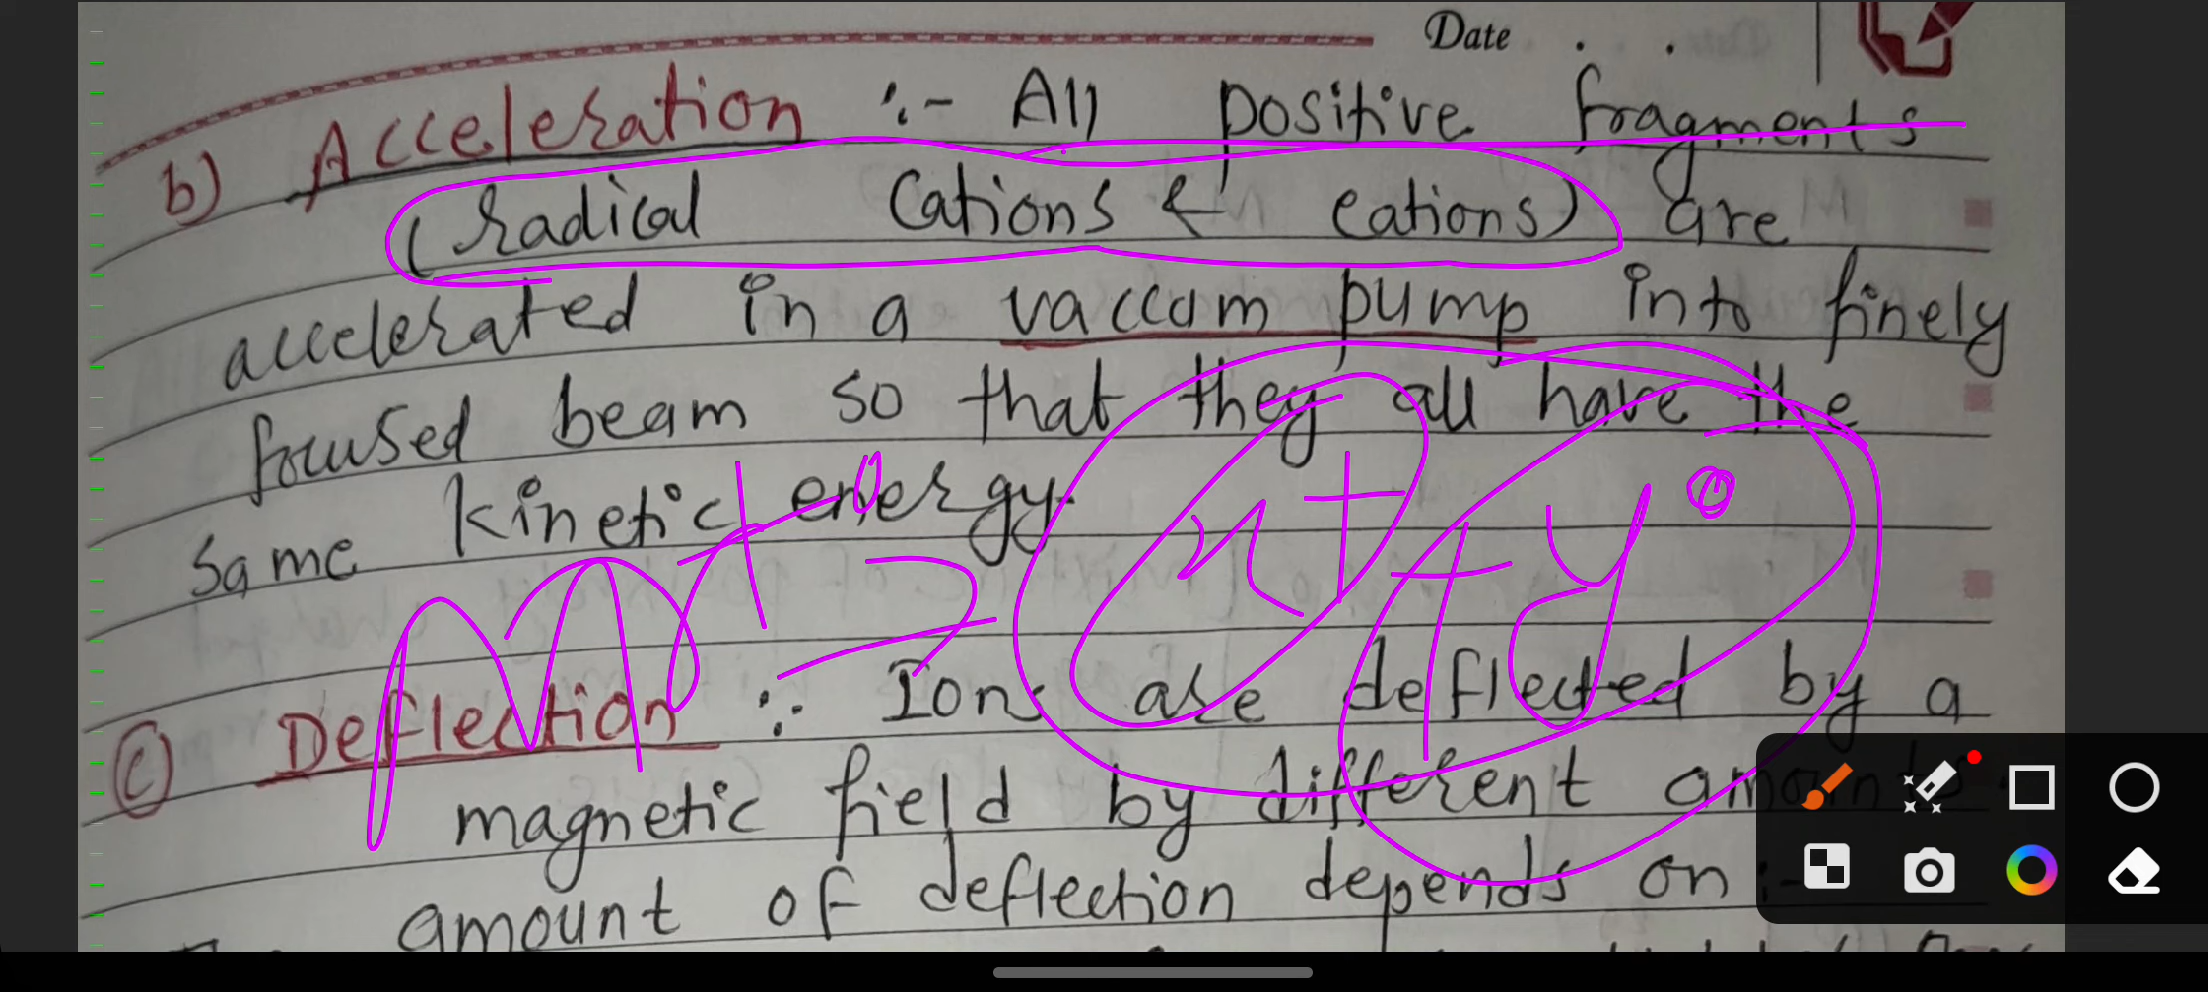 Date . .
b) Acceleration :- All positive fragments
(radical cations & cations) are
accelerated in a vaccum pump into finely
focused beam so that they all have the
same kinetic energy.
M+• → x+ + y•
c) Deflection :- Ions are deflected by a
magnetic field by different amounts.
amount of deflection depends on :-